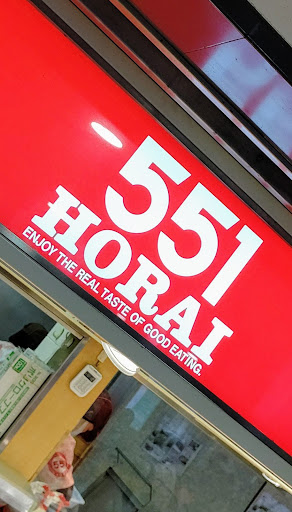 551
HORAI
ENJOY THE REAL TASTE OF GOOD EATING.